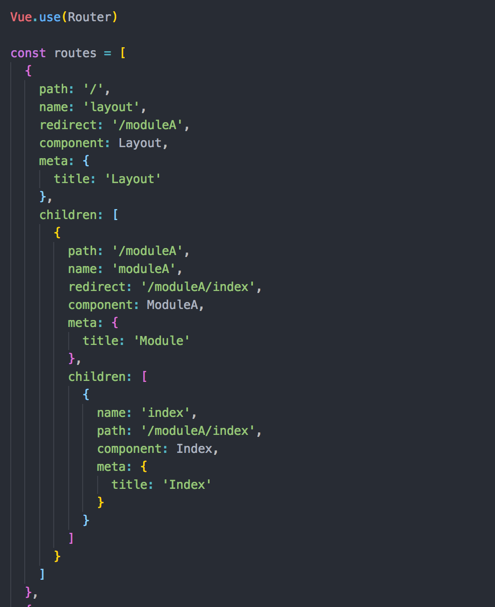 Vue.use(Router)
const routes = [
{
path: '/',
name: 'layout',
redirect: '/moduleA',
component: Layout,
meta: {
title: 'Layout'
},
children: [
{
path: '/moduleA',
name: 'moduleA',
redirect: '/moduleA/index',
component: ModuleA,
meta: {
title: 'Module'
},
children: [
{
name: 'index',
path: '/moduleA/index',
component: Index,
meta: {
title: 'Index'
}
}
]
}
]
},
{